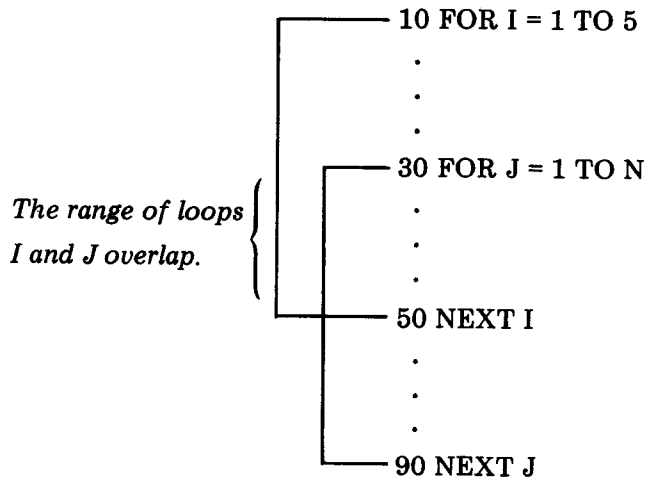 10 FOR I = 1 TO 5
.
.
.
30 FOR J = 1 TO N
The range of loops
I and J overlap.
.
.
.
50 NEXT I
.
.
.
90 NEXT J